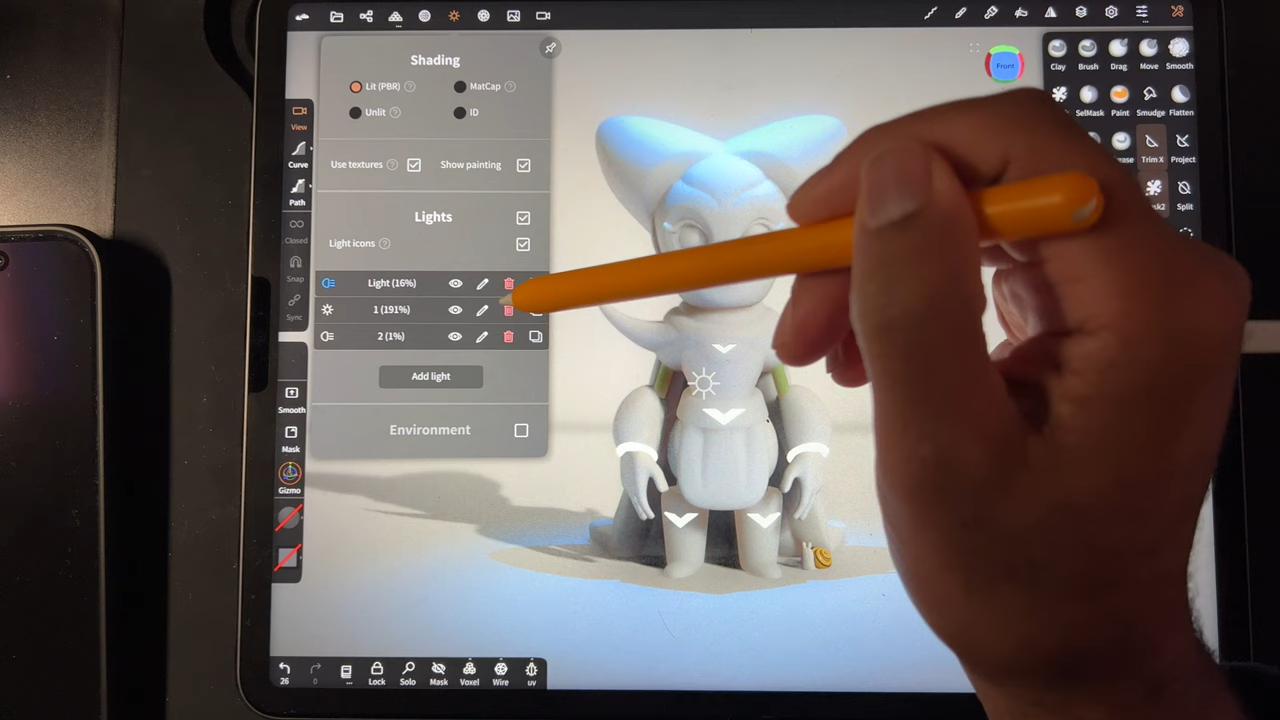 Shading
Lit (PBR) ?
MatCap ?
Unlit ?
ID
Use textures ?
Show painting
Lights
Light icons ?
Light (16%)
1 (191%)
2 (1%)
Add light
Environment
View
Curve
Path
Closed
Snap
Sync
Smooth
Mask
Gizmo
26
0
Lock
Solo
Mask
Voxel
Wire
uv
Front
Clay
Brush
Drag
Move
Smooth
SelMask
Paint
Smudge
Flatten
Trim X
Project
Split